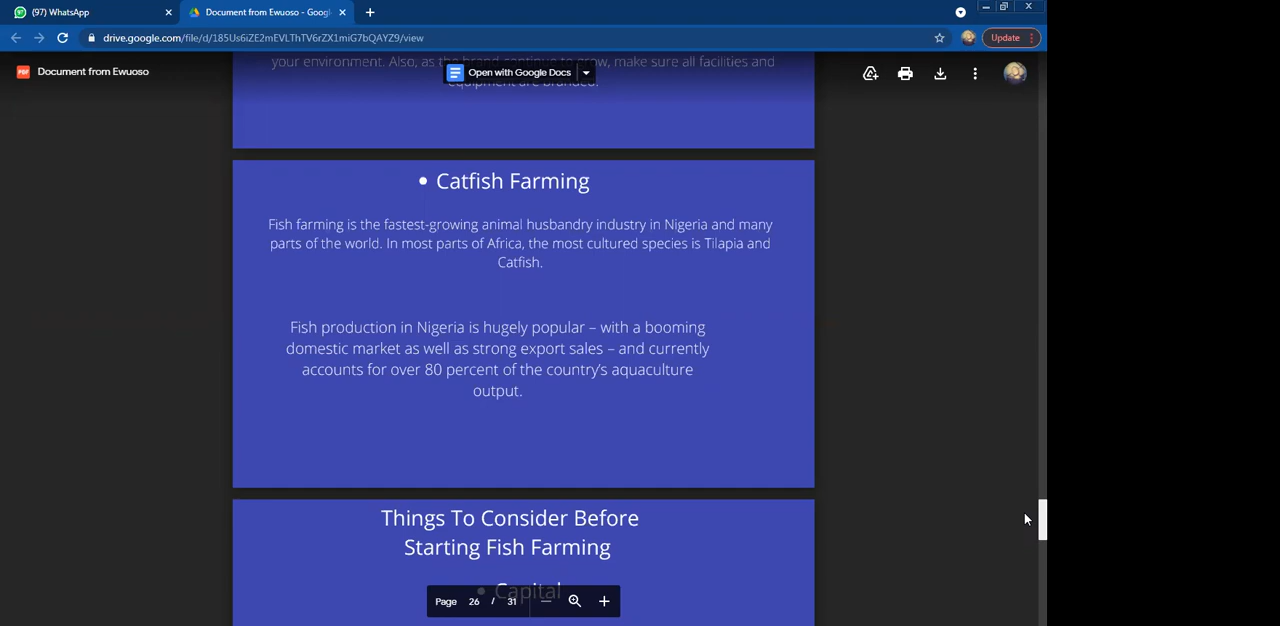 (97) WhatsApp
Document from Ewuoso - Googl
drive.google.com/file/d/185Us6iZE2mEVLThTV6rZX1miG7bQAYZ9/view
Update
PDF
Document from Ewuoso
Open with Google Docs
your environment. Also, as the brand continue to grow, make sure all facilities and
equipment are branded.
• Catfish Farming
Fish farming is the fastest-growing animal husbandry industry in Nigeria and many
parts of the world. In most parts of Africa, the most cultured species is Tilapia and
Catfish.
Fish production in Nigeria is hugely popular – with a booming
domestic market as well as strong export sales – and currently
accounts for over 80 percent of the country's aquaculture
output.
Things To Consider Before
Starting Fish Farming
• Capital
Page 26 / 31